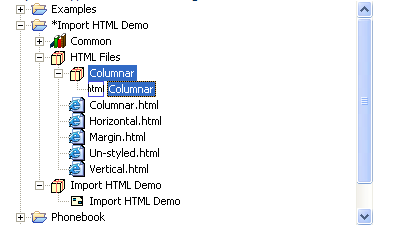 Examples
*Import HTML Demo
Common
HTML Files
Columnar
html Columnar
Columnar.html
Horizontal.html
Margin.html
Un-styled.html
Vertical.html
Import HTML Demo
Import HTML Demo
Phonebook